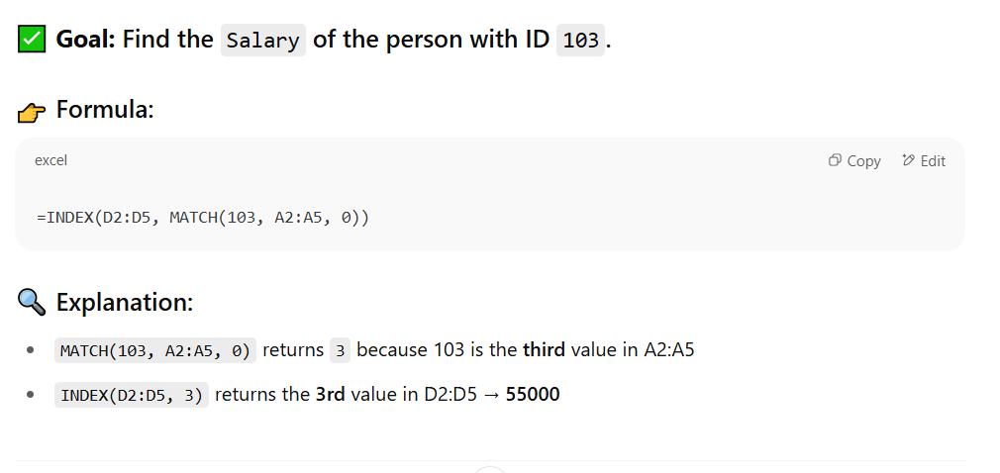 ✅ Goal: Find the Salary of the person with ID 103.
👉 Formula:
excel
Copy
Edit
=INDEX(D2:D5, MATCH(103, A2:A5, 0))
🔍 Explanation:
• MATCH(103, A2:A5, 0) returns 3 because 103 is the third value in A2:A5
• INDEX(D2:D5, 3) returns the 3rd value in D2:D5 → 55000